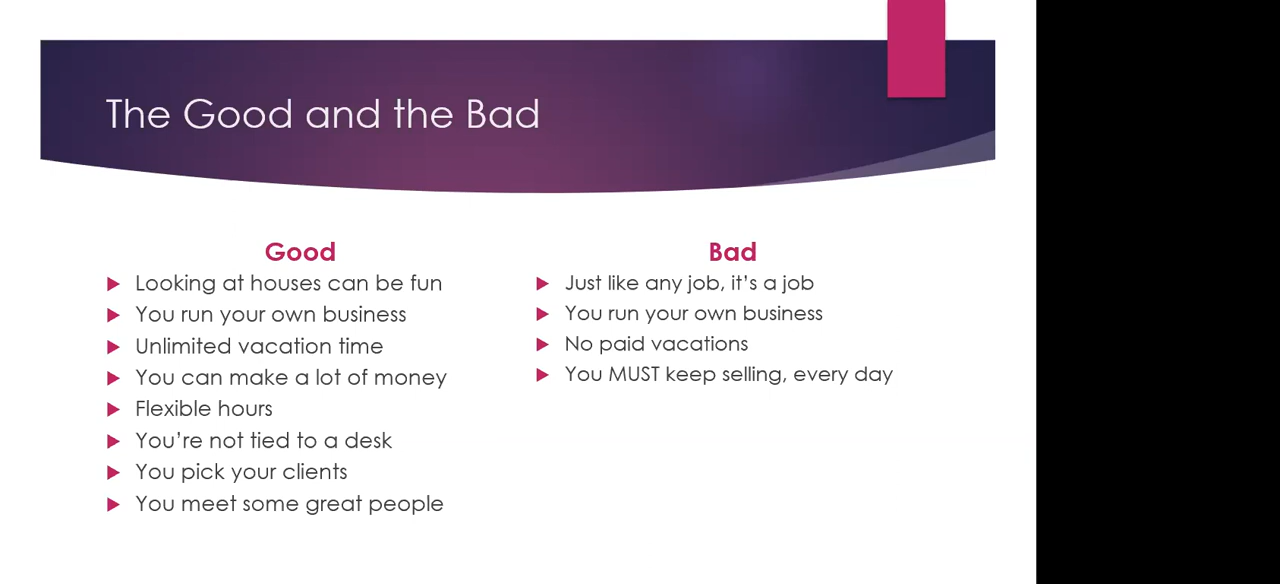 The Good and the Bad
Good
Looking at houses can be fun
You run your own business
Unlimited vacation time
You can make a lot of money
Flexible hours
You’re not tied to a desk
You pick your clients
You meet some great people
Bad
Just like any job, it’s a job
You run your own business
No paid vacations
You MUST keep selling, every day